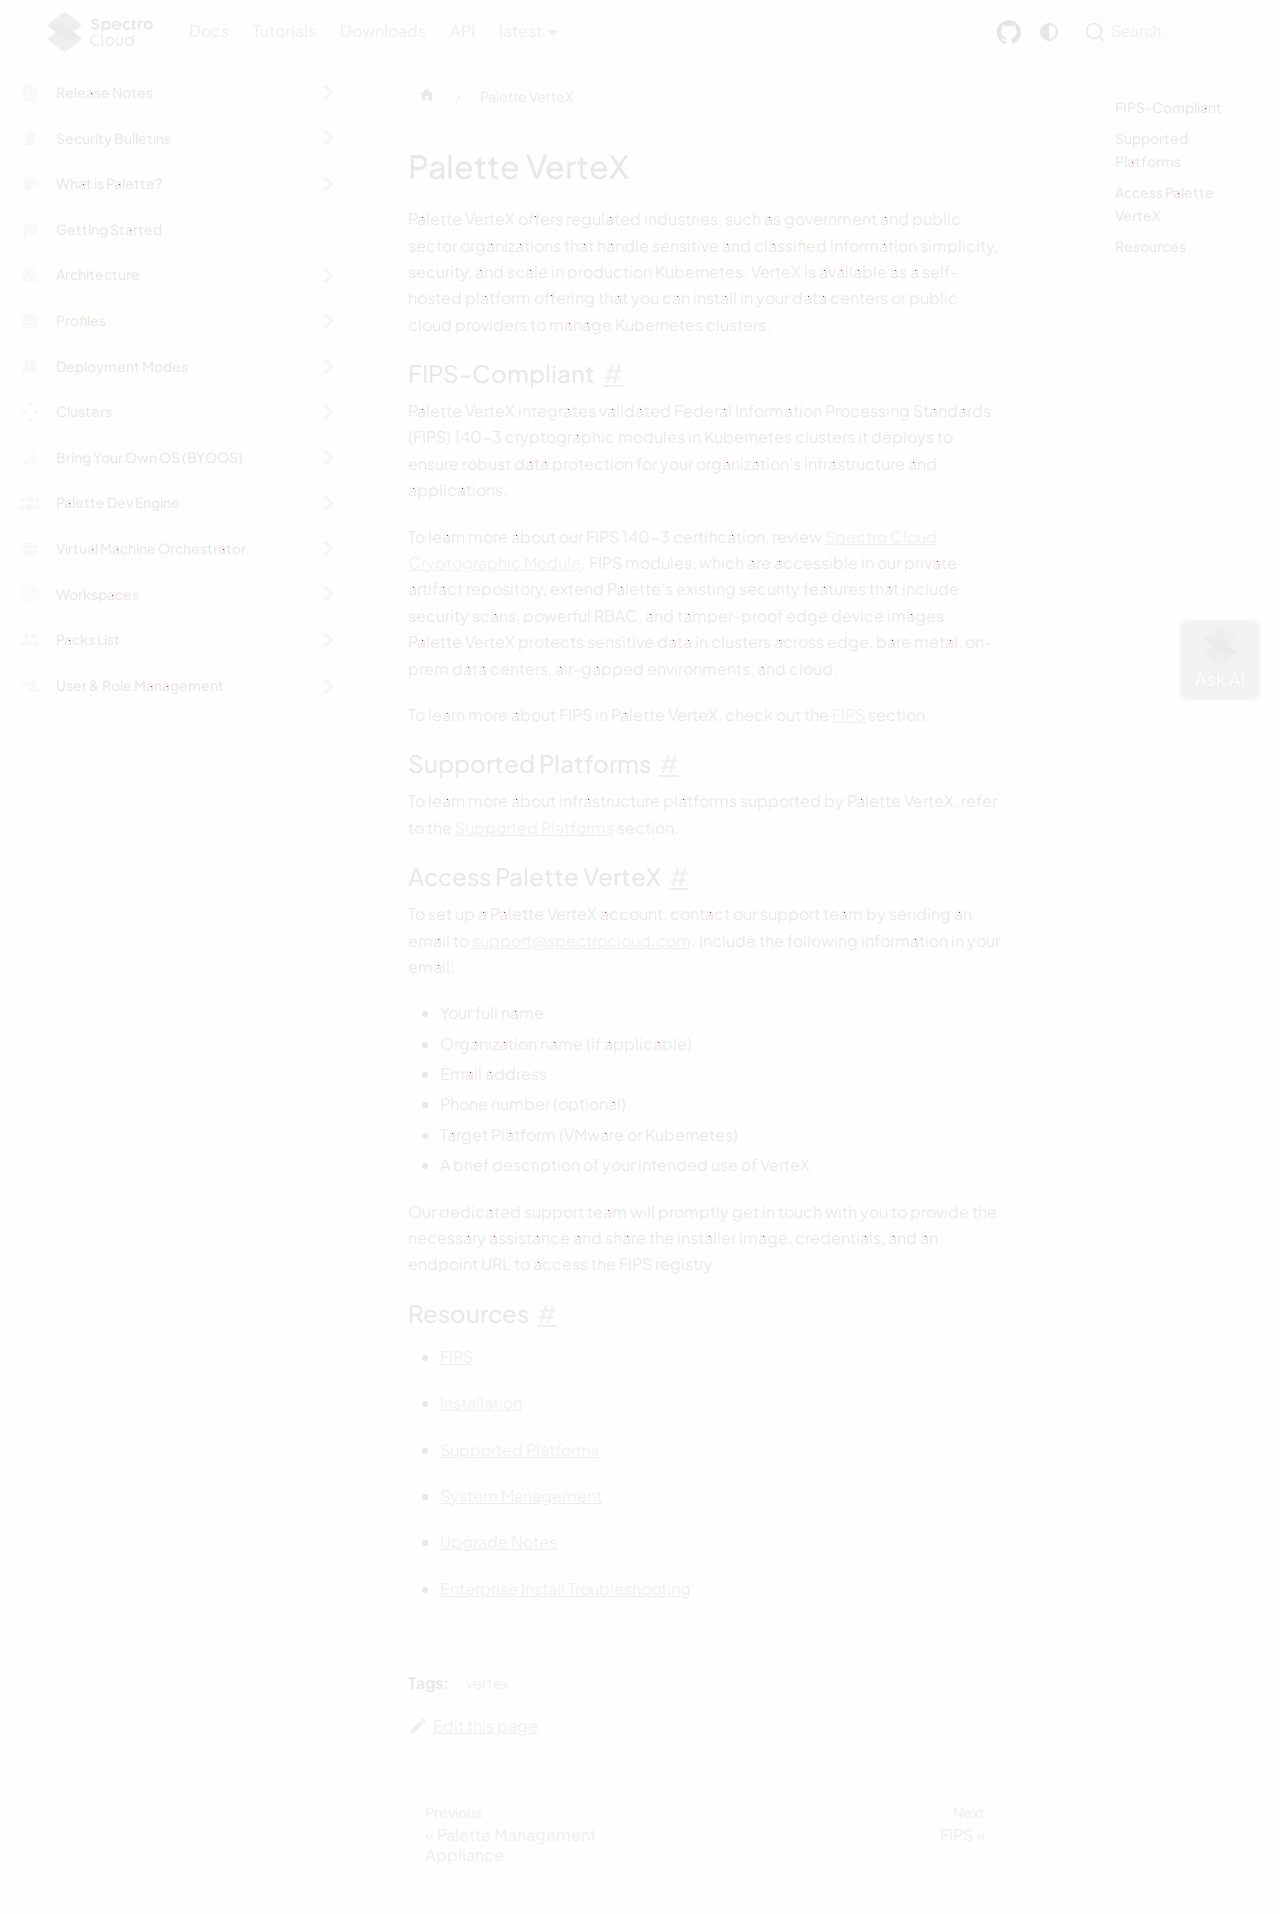 Spectro Cloud
Docs
Tutorials
Downloads
API
latest
Search
Release Notes
Security Bulletins
What is Palette?
Getting Started
Architecture
Profiles
Deployment Modes
Clusters
Bring Your Own OS (BYOOS)
Palette Dev Engine
Virtual Machine Orchestrator
Workspaces
Packs List
User & Role Management
Palette VerteX
Palette VerteX
Palette VerteX offers regulated industries, such as government and public
sector organizations that handle sensitive and classified information simplicity,
security, and scale in production Kubernetes. VerteX is available as a self-
hosted platform offering that you can install in your data centers or public
cloud providers to manage Kubernetes clusters.
FIPS-Compliant #
Palette VerteX integrates validated Federal Information Processing Standards
(FIPS) 140-3 cryptographic modules in Kubernetes clusters it deploys to
ensure robust data protection for your organization's infrastructure and
applications.
To learn more about our FIPS 140-3 certification, review Spectro Cloud
Cryptographic Module. FIPS modules, which are accessible in our private
artifact repository, extend Palette's existing security features that include
security scans, powerful RBAC, and tamper-proof edge device images.
Palette VerteX protects sensitive data in clusters across edge, bare metal, on-
prem data centers, air-gapped environments, and cloud.
To learn more about FIPS in Palette VerteX, check out the FIPS section.
Supported Platforms #
To learn more about infrastructure platforms supported by Palette VerteX, refer
to the Supported Platforms section.
Access Palette VerteX #
To set up a Palette VerteX account, contact our support team by sending an
email to support@spectrocloud.com. Include the following information in your
email:
Your full name
Organization name (if applicable)
Email address
Phone number (optional)
Target Platform (VMware or Kubernetes)
A brief description of your intended use of VerteX
Our dedicated support team will promptly get in touch with you to provide the
necessary assistance and share the installer image, credentials, and an
endpoint URL to access the FIPS registry.
Resources #
FIPS
Installation
Supported Platforms
System Management
Upgrade Notes
Enterprise Install Troubleshooting
Tags: vertex
Edit this page
Previous
« Palette Management
Appliance
Next
FIPS »
FIPS-Compliant
Supported
Platforms
Access Palette
VerteX
Resources
Ask AI